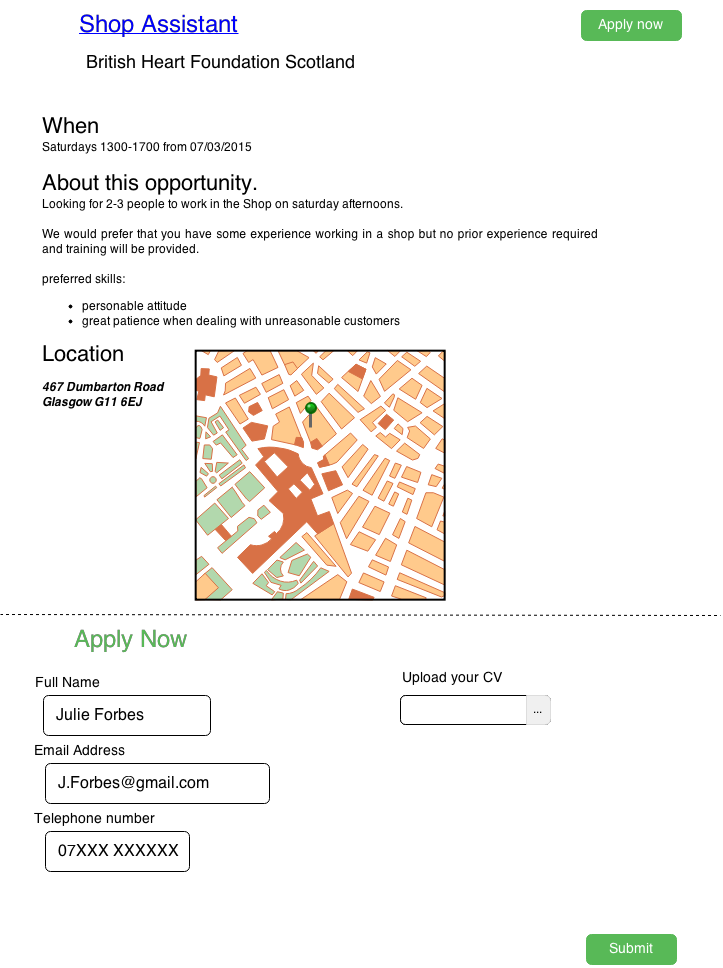 Shop Assistant
Apply now
British Heart Foundation Scotland
When
Saturdays 1300-1700 from 07/03/2015
About this opportunity.
Looking for 2-3 people to work in the Shop on saturday afternoons.
We would prefer that you have some experience working in a shop but no prior experience required
and training will be provided.
preferred skills:
• personable attitude
• great patience when dealing with unreasonable customers
Location
467 Dumbarton Road
Glasgow G11 6EJ
Apply Now
Full Name
Upload your CV
Julie Forbes
...
Email Address
J.Forbes@gmail.com
Telephone number
07XXX XXXXXX
Submit